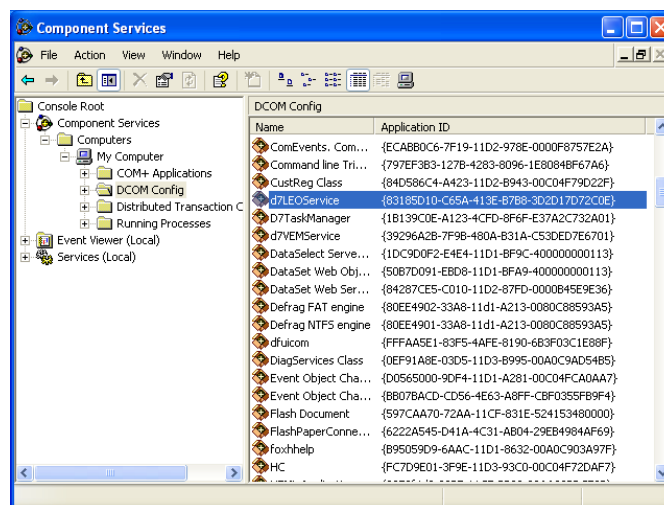 Component Services
File Action View Window Help
Console Root
Component Services
Computers
My Computer
COM+ Applications
DCOM Config
Distributed Transaction C
Running Processes
Event Viewer (Local)
Services (Local)
DCOM Config
Name Application ID
ComEvents. Com... {ECABB0C6-7F19-11D2-978E-0000F8757E2A}
Command line Tri... {797EF3B3-127B-4283-8096-1E8084BF67A6}
CustReg Class {84D586C4-A423-11D2-B943-00C04F79D22F}
d7LEOService {83185D10-C65A-413E-B7B8-3D2D17D72C0E}
D7TaskManager {1B139C0E-A123-4CFD-8F6F-E37A2C732A01}
d7VEMService {39296A2B-7F9B-480A-B31A-C53DED7E6701}
DataSelect Serve... {1DC9D0F2-E4E4-11D1-BF9C-400000000113}
DataSet Web Obj... {50B7D091-EBD8-11D1-BFA9-400000000113}
DataSet Web Ser... {84287CE5-C010-11D2-87FD-0000B45E9E36}
Defrag FAT engine {80EE4902-33A8-11d1-A213-0080C88593A5}
Defrag NTFS engine {80EE4901-33A8-11d1-A213-0080C88593A5}
dfuicom {FFFAA5E1-83F5-4AFE-8190-6B3F03C1E88F}
DiagServices Class {0EF91A8E-03D5-11D3-B995-00A0C9AD54B5}
Event Object Cha... {D0565000-9DF4-11D1-A281-00C04FCA0AA7}
Event Object Cha... {BB07BACD-CD56-4E63-A8FF-CBF0355FB9F4}
Flash Document {597CAA70-72AA-11CF-831E-524153480000}
FlashPaperConne... {6222A545-D41A-4C31-AB04-29EB4984AF69}
foxhhelp {B95059D9-6AAC-11D1-8632-00A0C903A97F}
HC {FC7D9E01-3F9E-11D3-93C0-00C04F72DAF7}